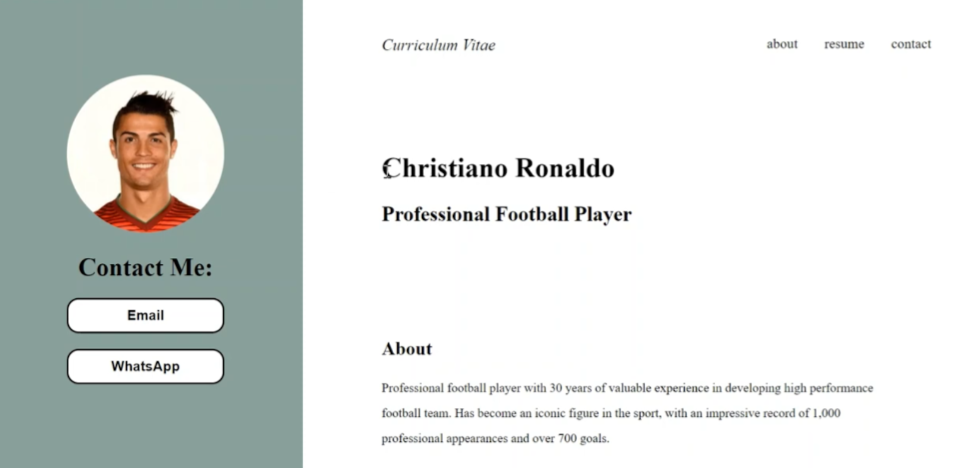 Curriculum Vitae
about resume contact
Christiano Ronaldo
Professional Football Player
Contact Me:
Email
WhatsApp
About
Professional football player with 30 years of valuable experience in developing high performance
football team. Has become an iconic figure in the sport, with an impressive record of 1,000
professional appearances and over 700 goals.